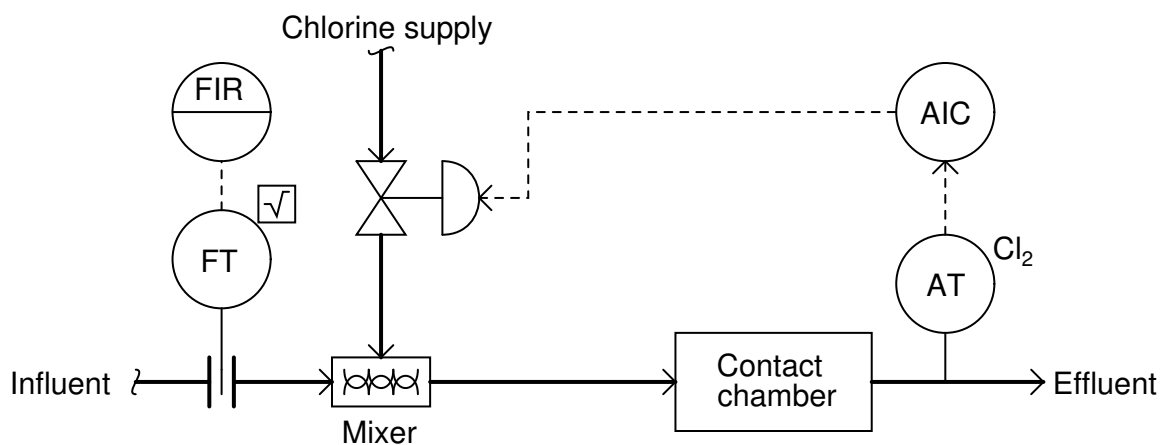 Chlorine supply
FIR
AIC
√
FT
Cl₂
AT
Influent
Contact
chamber
Effluent
Mixer